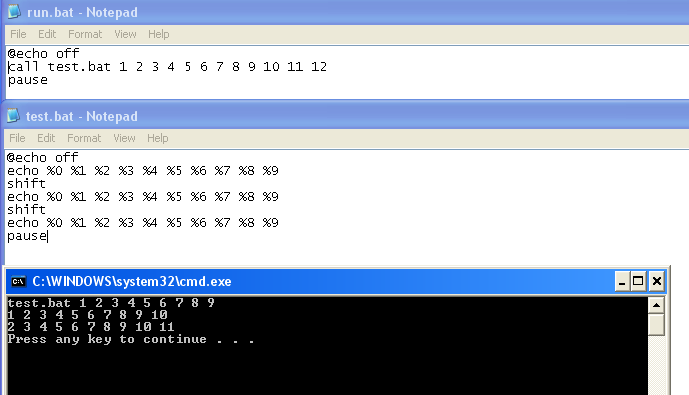 run.bat - Notepad
File Edit Format View Help
@echo off
call test.bat 1 2 3 4 5 6 7 8 9 10 11 12
pause
test.bat - Notepad
File Edit Format View Help
@echo off
echo %0 %1 %2 %3 %4 %5 %6 %7 %8 %9
shift
echo %0 %1 %2 %3 %4 %5 %6 %7 %8 %9
shift
echo %0 %1 %2 %3 %4 %5 %6 %7 %8 %9
pause
C:\ C:\WINDOWS\system32\cmd.exe
test.bat 1 2 3 4 5 6 7 8 9
1 2 3 4 5 6 7 8 9 10
2 3 4 5 6 7 8 9 10 11
Press any key to continue . . .